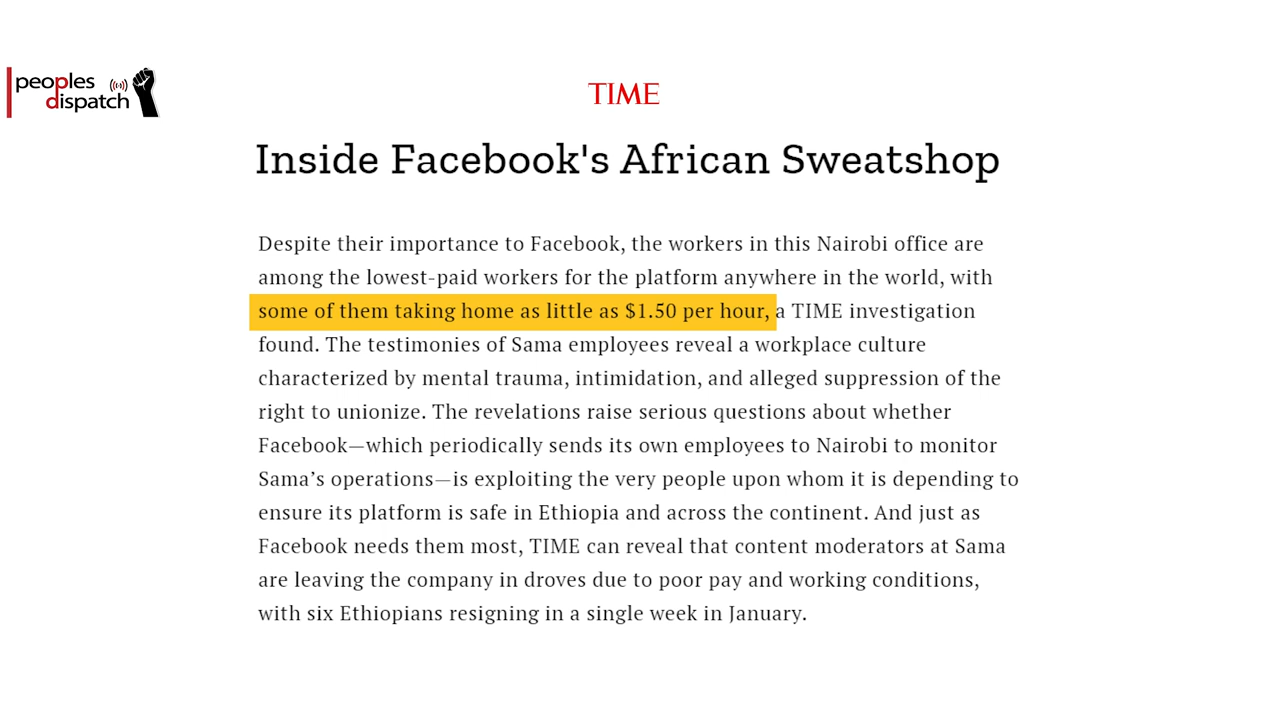 peoples
dispatch
TIME
Inside Facebook's African Sweatshop
Despite their importance to Facebook, the workers in this Nairobi office are
among the lowest-paid workers for the platform anywhere in the world, with
some of them taking home as little as $1.50 per hour, a TIME investigation
found. The testimonies of Sama employees reveal a workplace culture
characterized by mental trauma, intimidation, and alleged suppression of the
right to unionize. The revelations raise serious questions about whether
Facebook—which periodically sends its own employees to Nairobi to monitor
Sama’s operations—is exploiting the very people upon whom it is depending to
ensure its platform is safe in Ethiopia and across the continent. And just as
Facebook needs them most, TIME can reveal that content moderators at Sama
are leaving the company in droves due to poor pay and working conditions,
with six Ethiopians resigning in a single week in January.